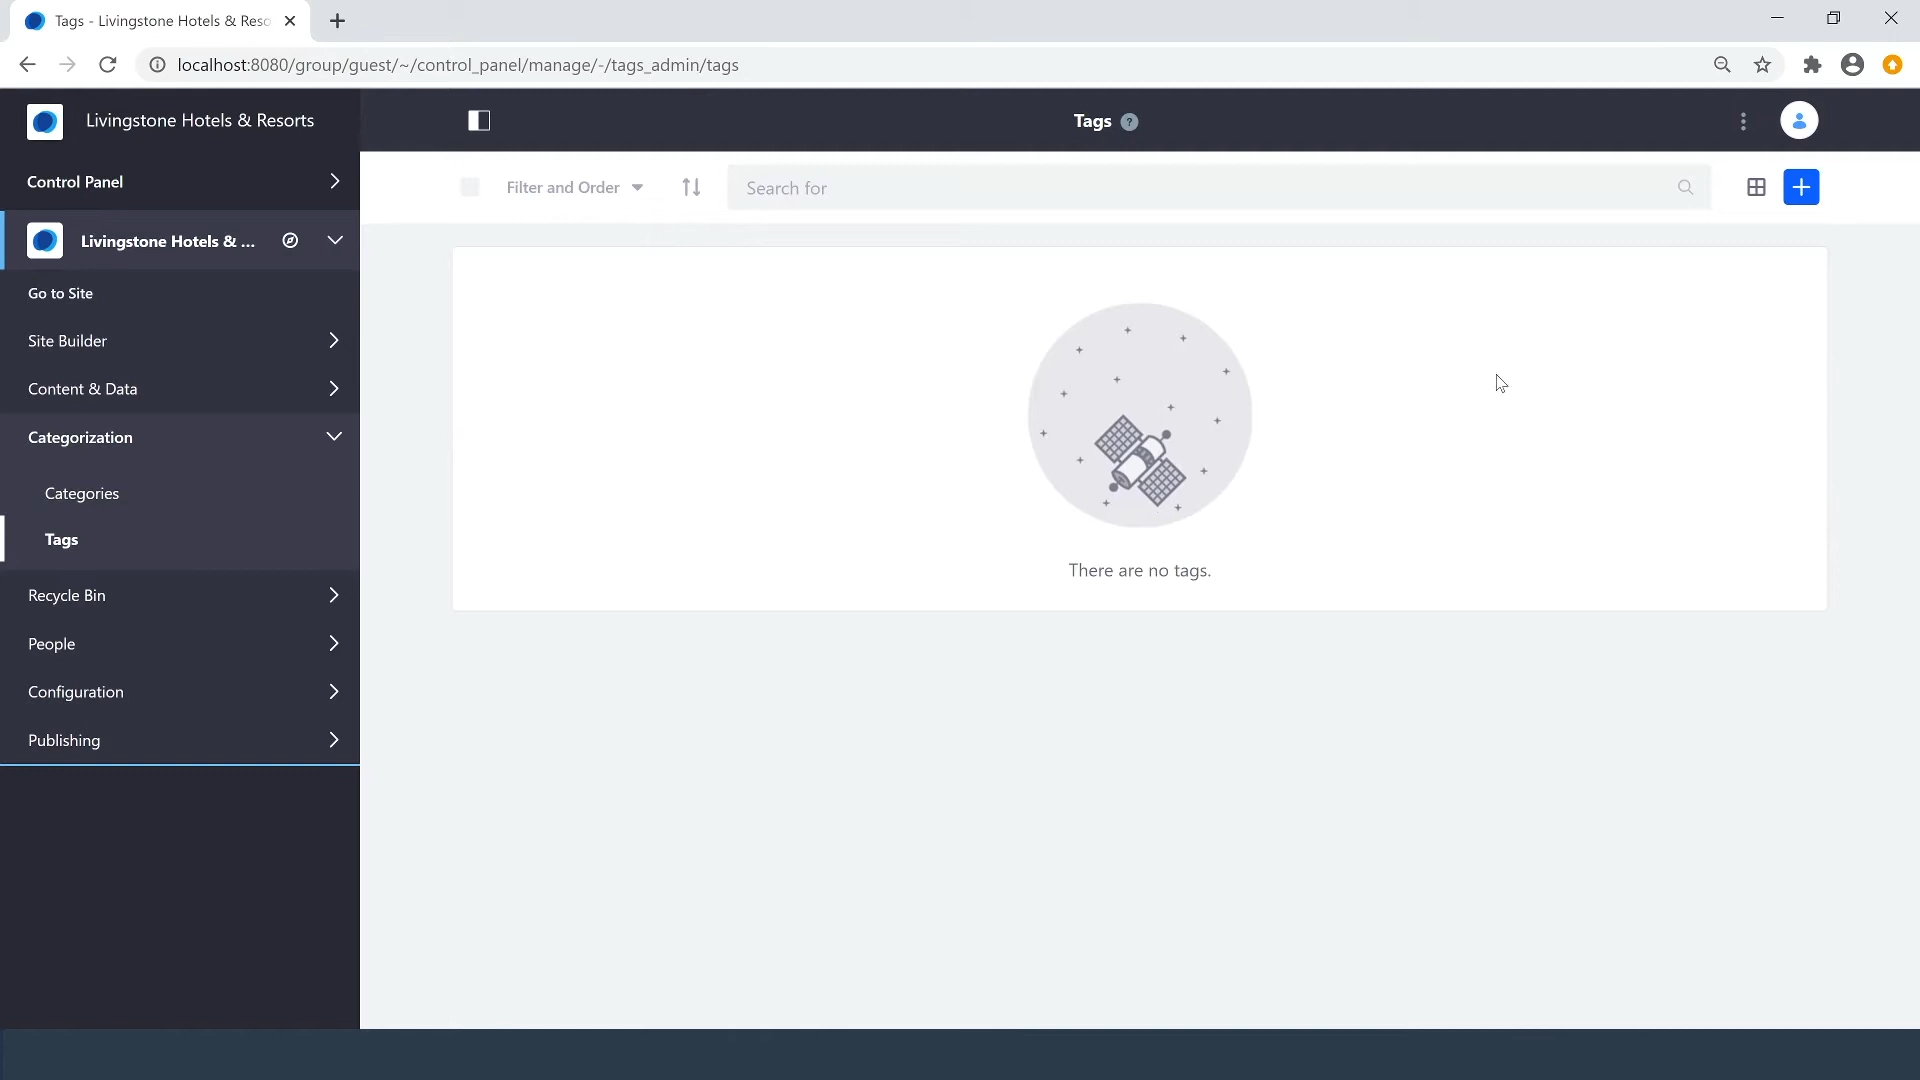 Tags - Livingstone Hotels & Reso
localhost:8080/group/guest/~/control_panel/manage/-/tags_admin/tags
Livingstone Hotels & Resorts
Tags ?
Control Panel
Filter and Order
Search for
Livingstone Hotels & ...
Go to Site
Site Builder
Content & Data
Categorization
Categories
Tags
Recycle Bin
People
Configuration
Publishing
There are no tags.